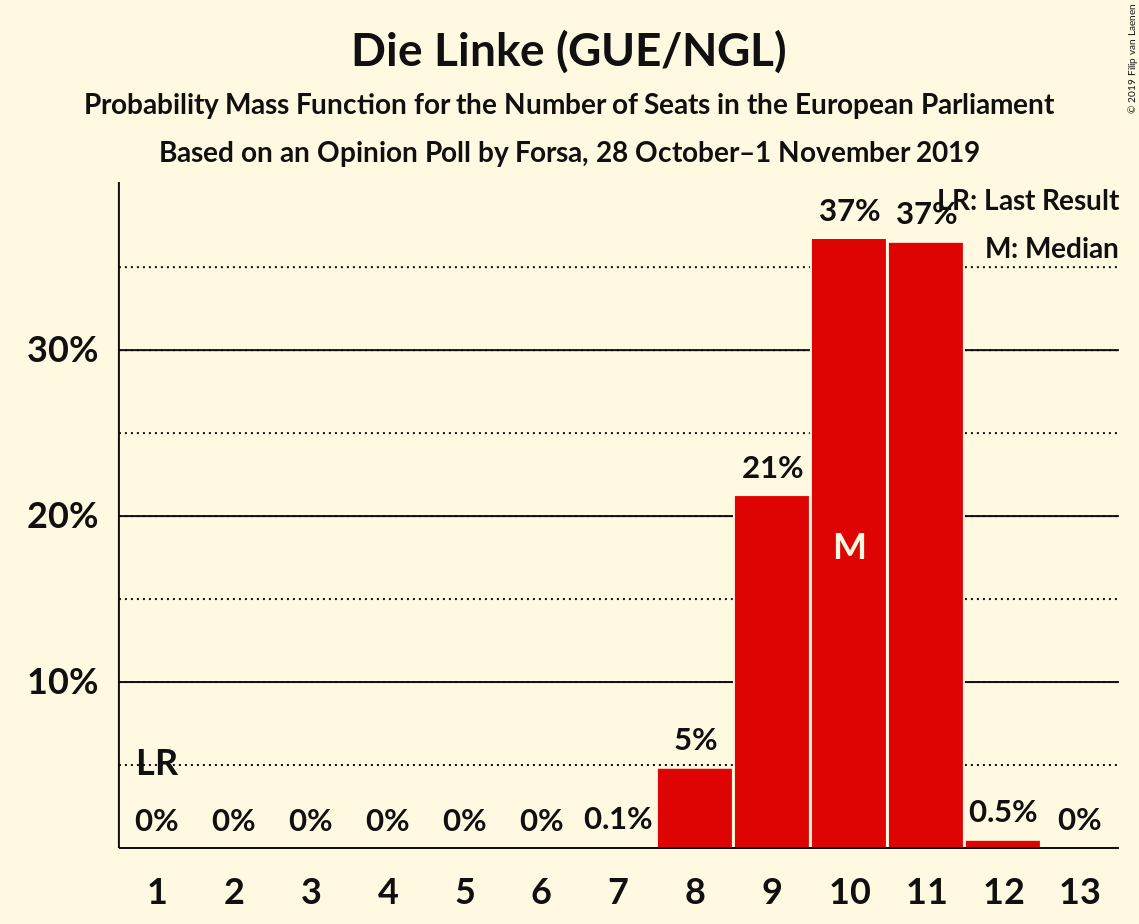 Die Linke (GUE/NGL)
Probability Mass Function for the Number of Seats in the European Parliament
Based on an Opinion Poll by Forsa, 28 October–1 November 2019
© 2019 Filip van Laenen
LR: Last Result
M: Median
37%
37%
30%
21%
20%
M
10%
5%
LR
0%
0%
0%
0%
0%
0%
0.1%
0.5%
0%
1 2 3 4 5 6 7 8 9 10 11 12 13